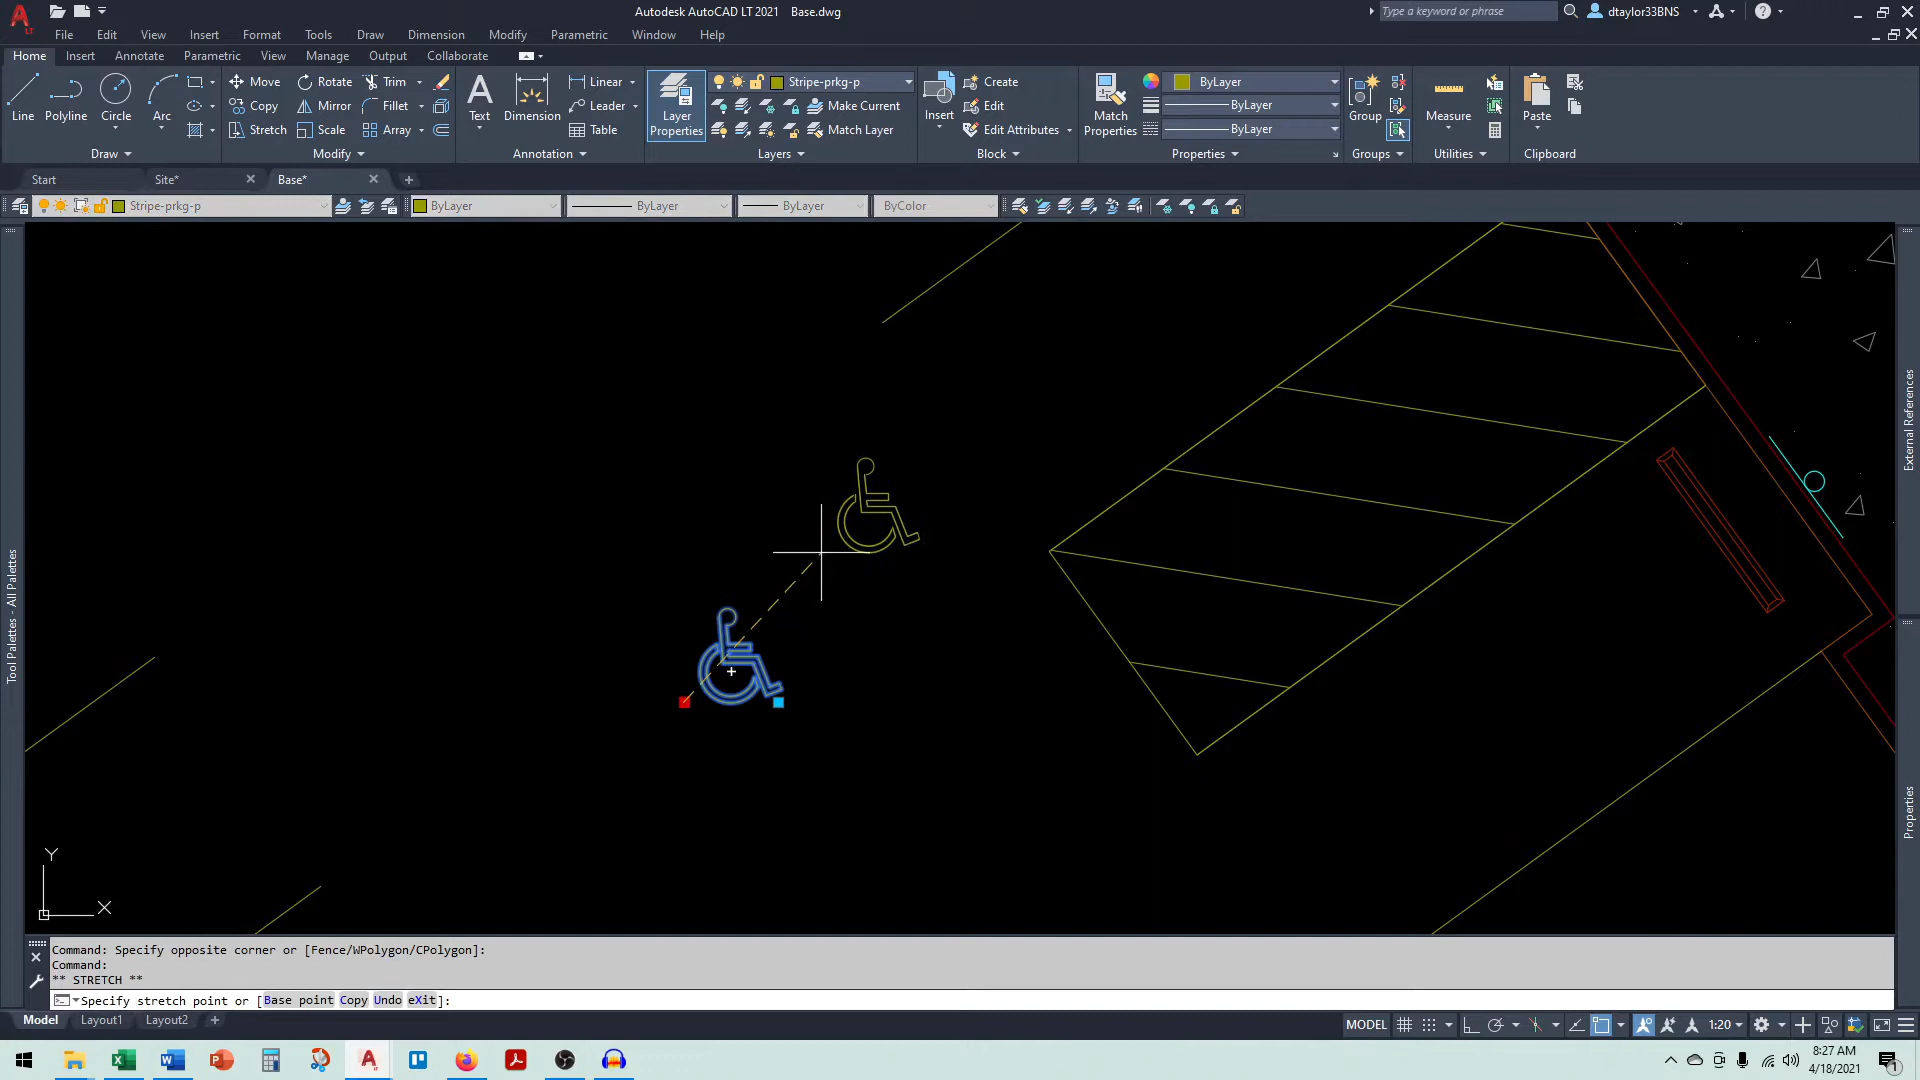 Autodesk AutoCAD LT 2021 Base.dwg
Type a keyword or phrase
dtaylor33BNS
LT
File Edit View Insert Format Tools Draw Dimension Modify Parametric Window Help
Home Insert Annotate Parametric View Manage Output Collaborate
Line Polyline Circle Arc
Move Rotate Trim
Copy Mirror Fillet
Stretch Scale Array
Text Dimension
Linear
Leader
Table
Layer Properties
Stripe-prkg-p
Make Current
Match Layer
Insert
Create
Edit
Edit Attributes
Match Properties
ByLayer
ByLayer
ByLayer
Group Measure Paste
Draw Modify Annotation Layers Block Properties Groups Utilities Clipboard
Start Site* Base*
Stripe-prkg-p ByLayer ByLayer ByLayer ByColor
Tool Palettes - All Palettes
External References
Properties
Y
X
Command: Specify opposite corner or [Fence/WPolygon/CPolygon]:
Command:
** STRETCH **
Specify stretch point or [Base point Copy Undo eXit]:
Model Layout1 Layout2
MODEL 1:20
8:27 AM
4/18/2021
1